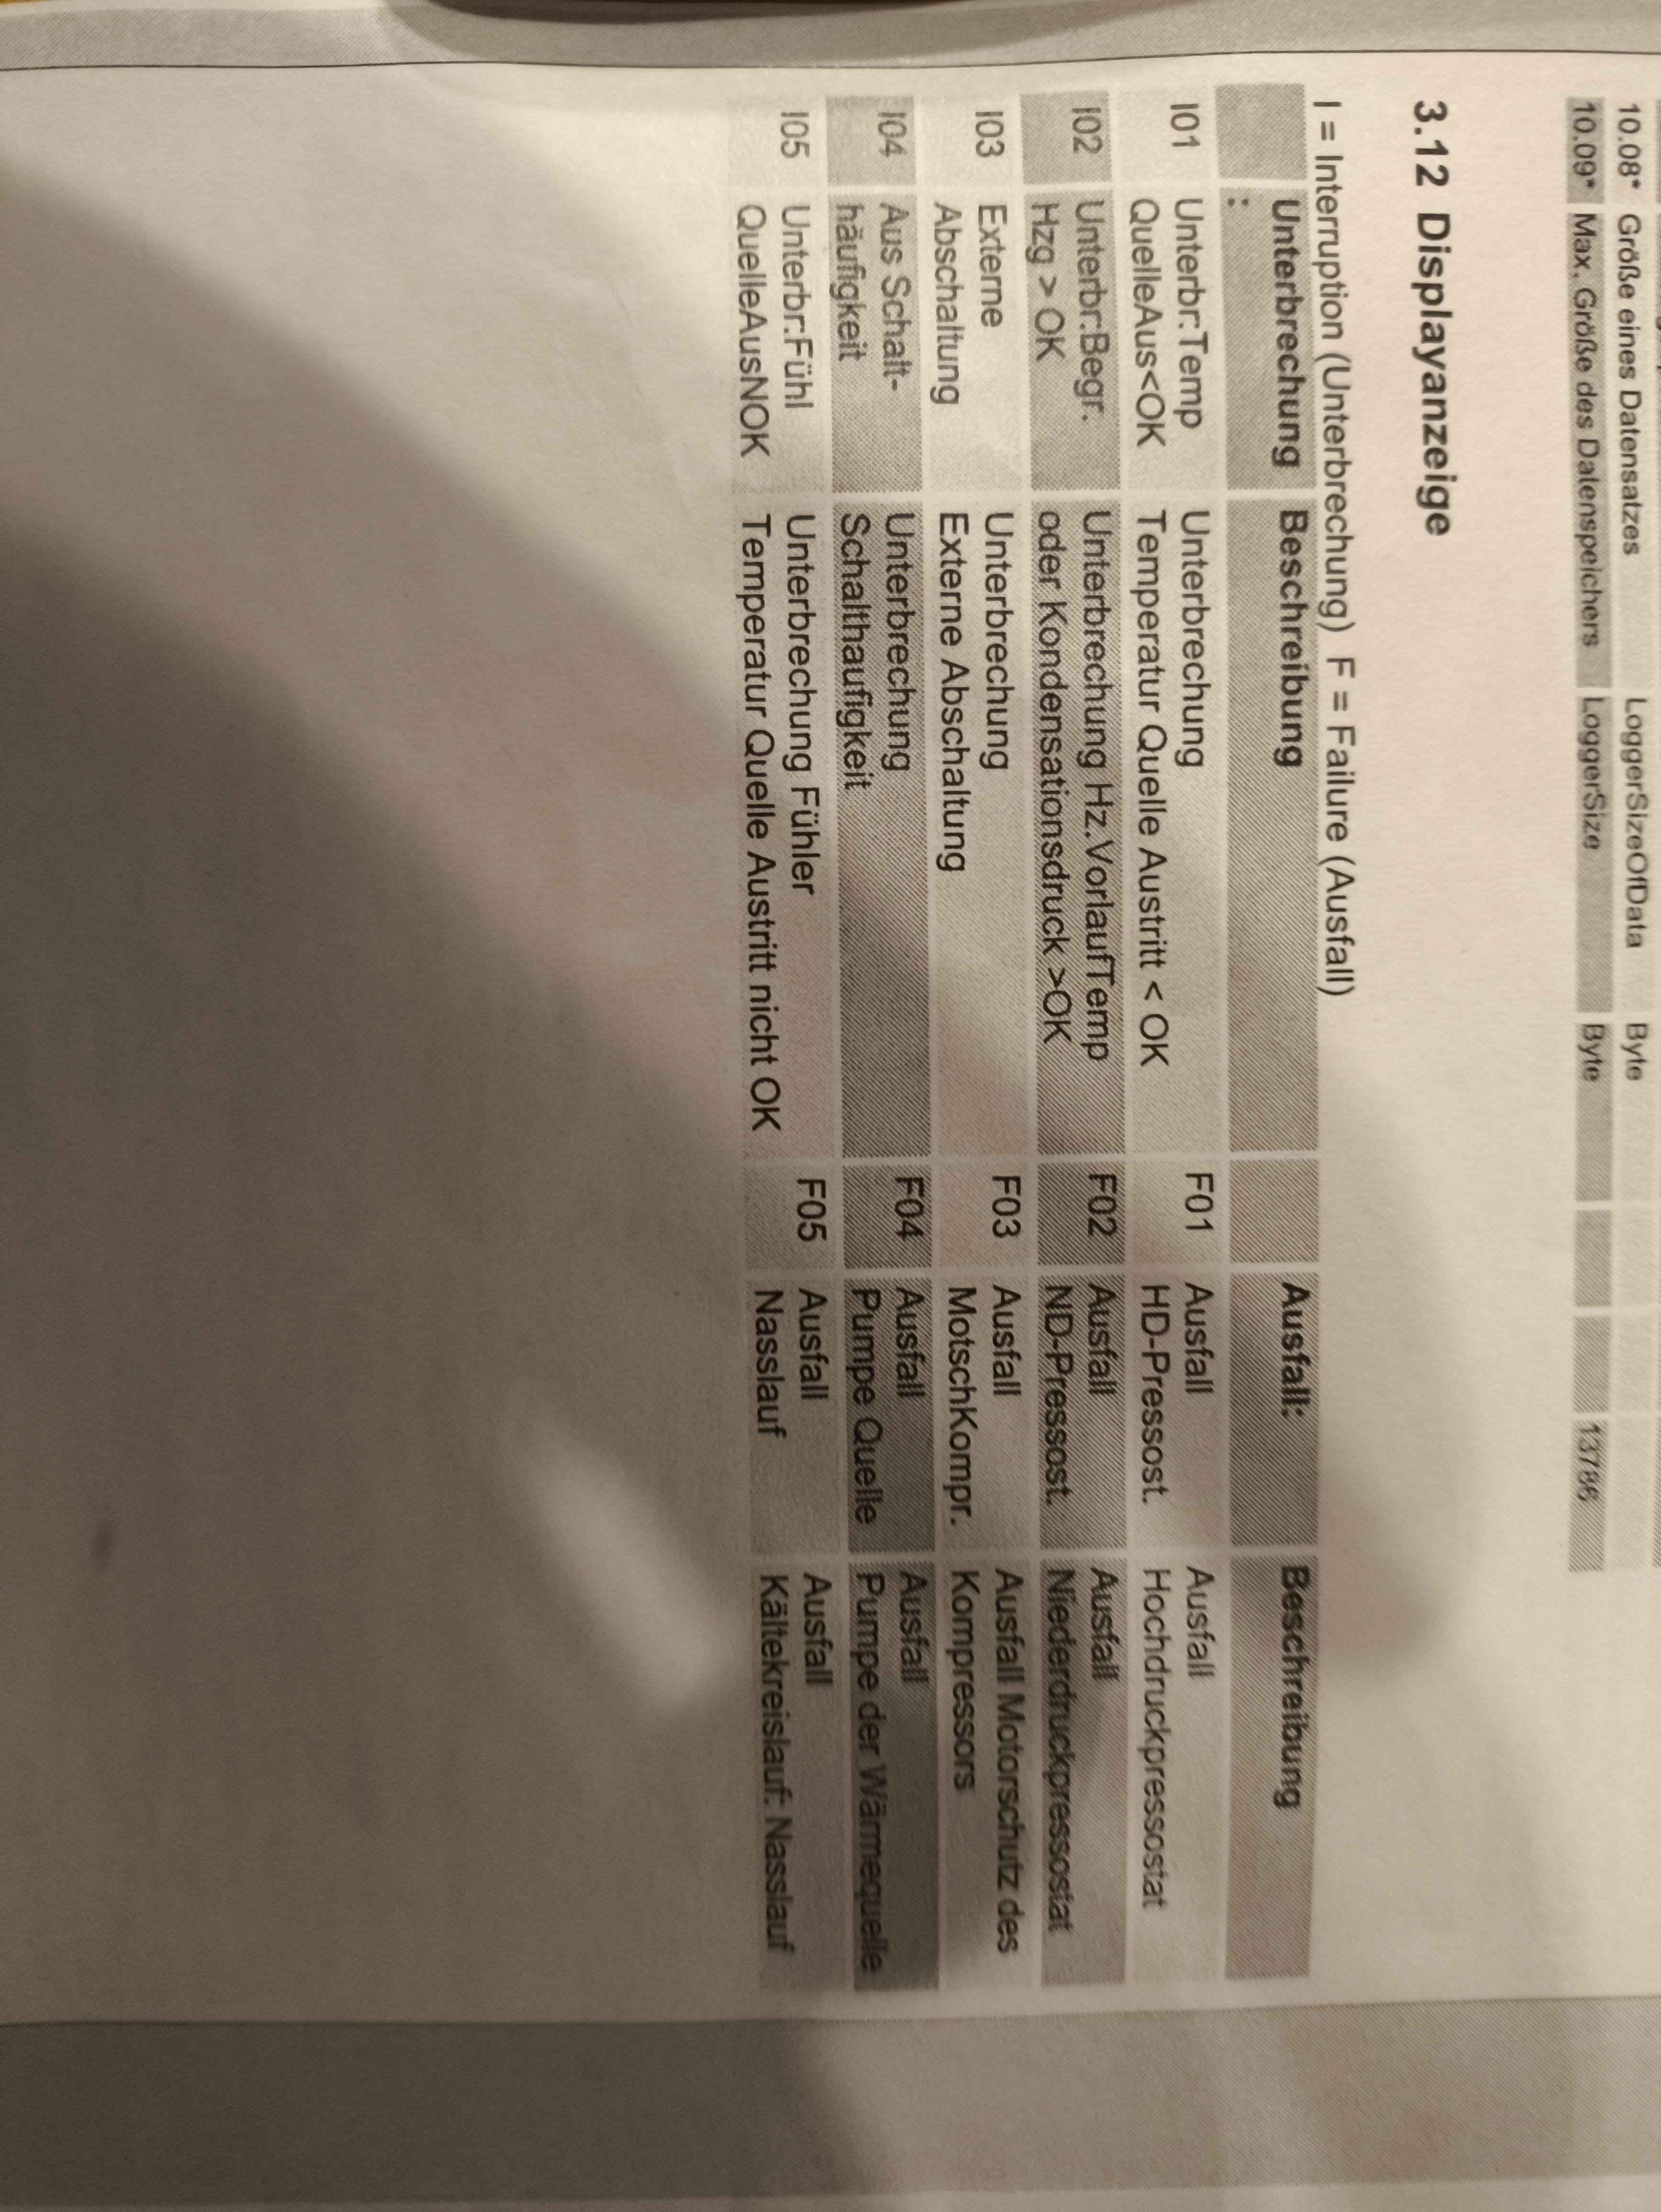 10.08* Größe eines Datensatzes LoggerSizeOfData Byte
10.09* Max. Größe des Datenspeichers LoggerSize Byte 13786
3.12 Displayanzeige
I = Interruption (Unterbrechung) F = Failure (Ausfall)
Unterbrechung Beschreibung Ausfall: Beschreibung
:
I01 Unterbr:Temp Unterbrechung F01 Ausfall Ausfall
QuelleAus<OK Temperatur Quelle Austritt < OK HD-Pressost. Hochdruckpressostat
I02 Unterbr:Begr. Unterbrechung Hz.VorlaufTemp F02 Ausfall Ausfall
Hzg > OK oder Kondensationsdruck >OK ND-Pressost. Niederdruckpressostat
I03 Externe Unterbrechung F03 Ausfall Ausfall Motorschutz des
Abschaltung Externe Abschaltung MotschKompr. Kompressors
I04 Aus Schalt- Unterbrechung F04 Ausfall Ausfall
häufigkeit Schalthaufigkeit Pumpe Quelle Pumpe der Wärmequelle
I05 Unterbr:Fühl Unterbrechung Fühler F05 Ausfall Ausfall
QuelleAusNOK Temperatur Quelle Austritt nicht OK Nasslauf Kältekreislauf: Nasslauf